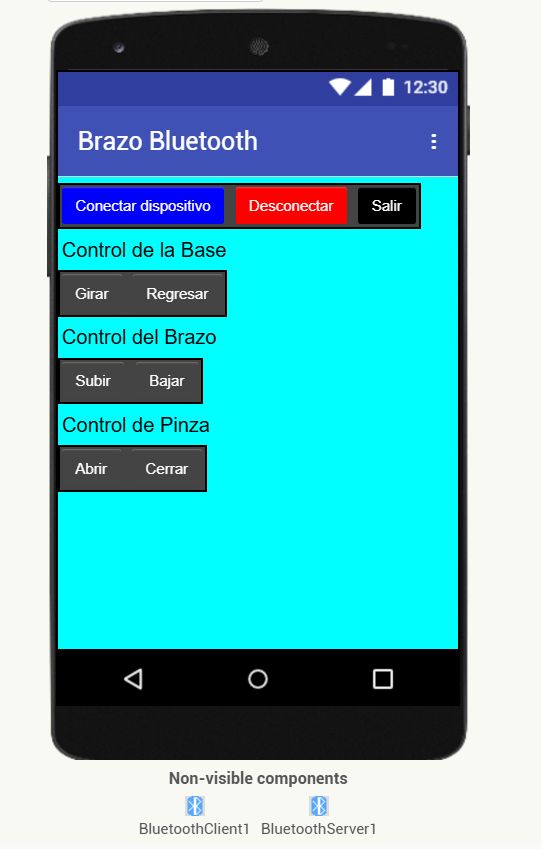 12:30
Brazo Bluetooth
Conectar dispositivo Desconectar Salir
Control de la Base
Girar Regresar
Control del Brazo
Subir Bajar
Control de Pinza
Abrir Cerrar
Non-visible components
BluetoothClient1 BluetoothServer1